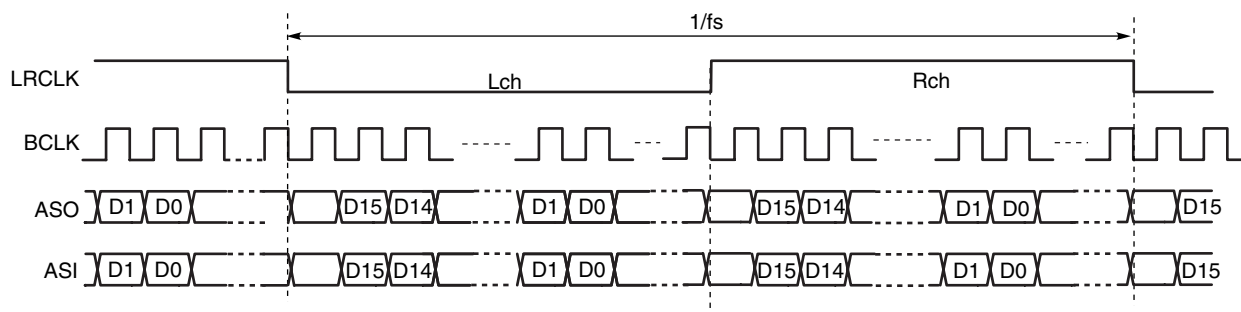 1/fs
LRCLK Lch Rch
BCLK
ASO D1 D0 D15 D14 D1 D0 D15 D14 D1 D0 D15
ASI D1 D0 D15 D14 D1 D0 D15 D14 D1 D0 D15